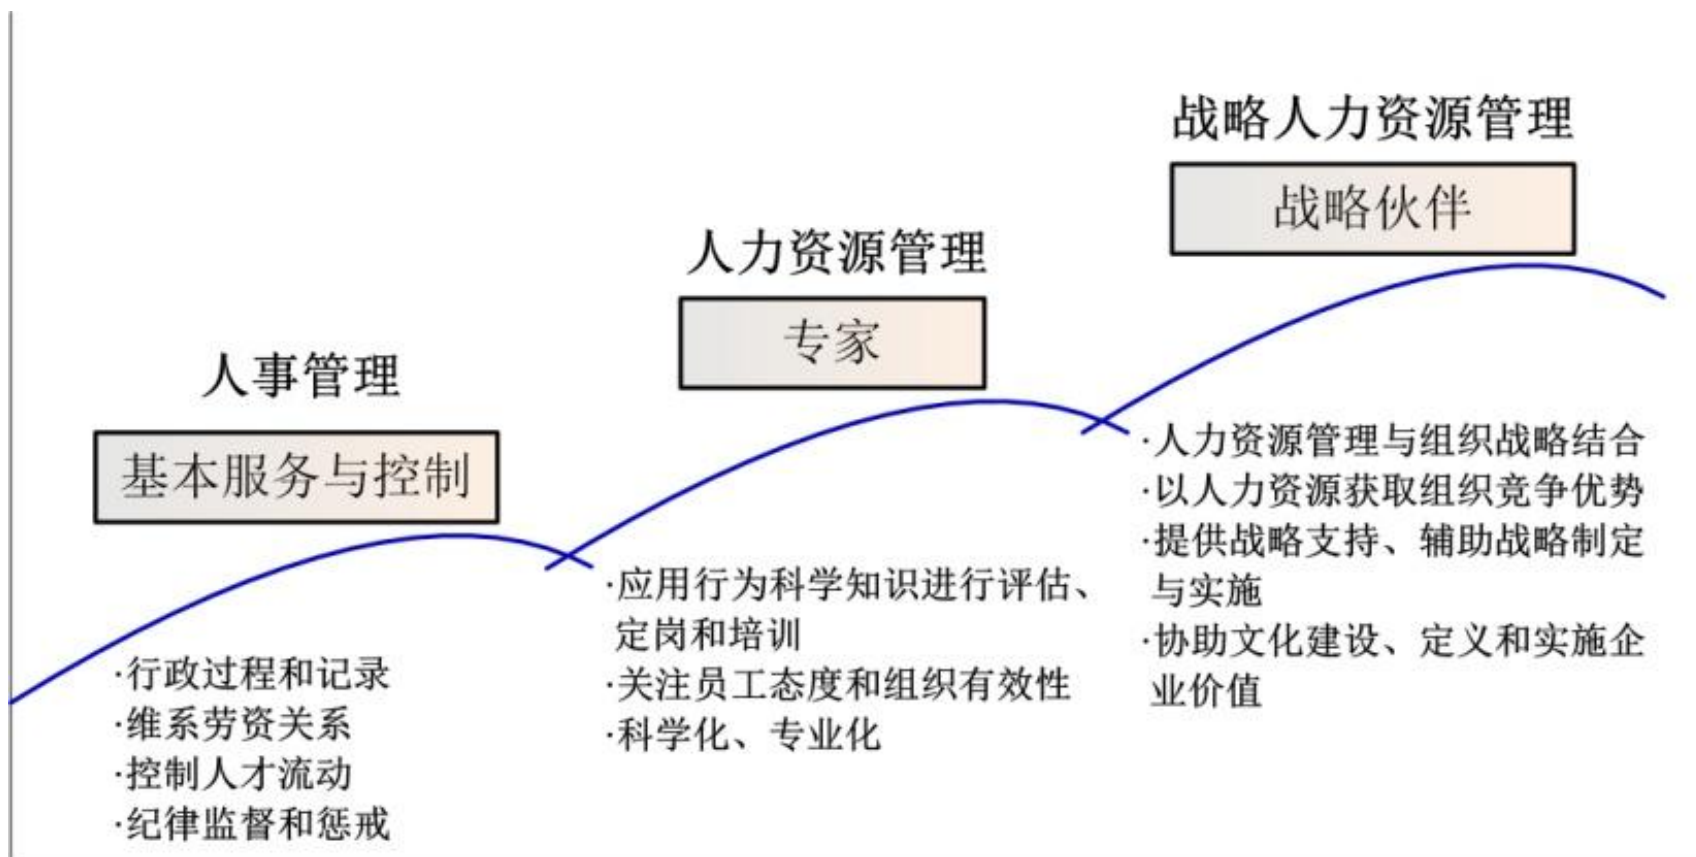 人事管理
基本服务与控制
·行政过程和记录
·维系劳资关系
·控制人才流动
·纪律监督和惩戒
人力资源管理
专家
·应用行为科学知识进行评估、
定岗和培训
·关注员工态度和组织有效性
·科学化、专业化
战略人力资源管理
战略伙伴
·人力资源管理与组织战略结合
·以人力资源获取组织竞争优势
·提供战略支持、辅助战略制定
与实施
·协助文化建设、定义和实施企
业价值